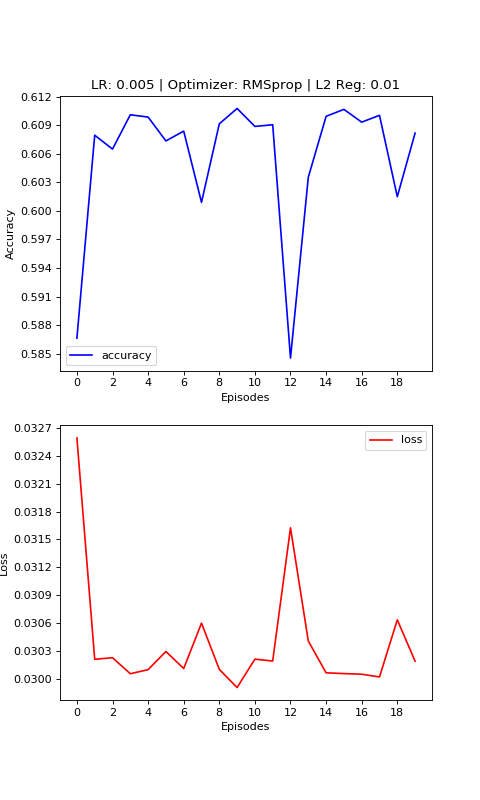 LR: 0.005 | Optimizer: RMSprop | L2 Reg: 0.01
0.612
0.609
0.606
0.603
0.600
0.597
0.594
0.591
0.588
0.585
Accuracy
accuracy
0 2 4 6 8 10 12 14 16 18
Episodes
0.0327
0.0324
0.0321
0.0318
0.0315
0.0312
0.0309
0.0306
0.0303
0.0300
Loss
loss
0 2 4 6 8 10 12 14 16 18
Episodes